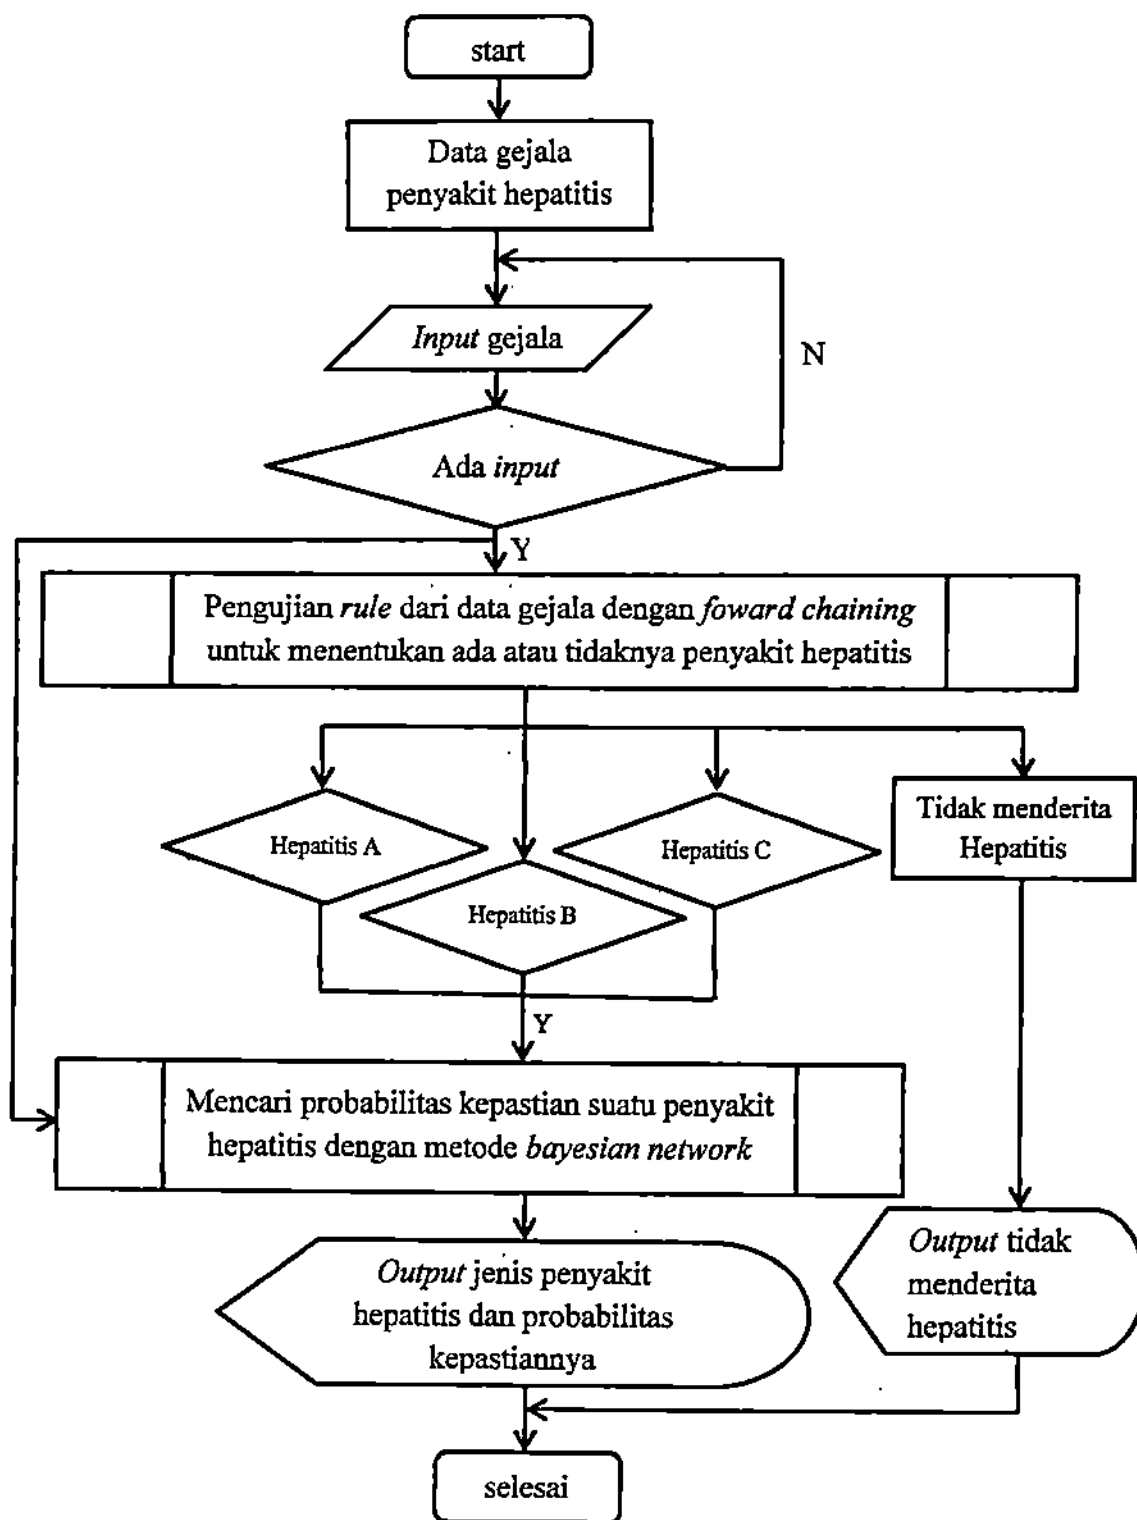 start
Data gejala
penyakit hepatitis
Input gejala
N
Ada input
Y
Pengujian rule dari data gejala dengan foward chaining
untuk menentukan ada atau tidaknya penyakit hepatitis
Hepatitis A
Hepatitis B
Hepatitis C
Tidak menderita
Hepatitis
Y
Mencari probabilitas kepastian suatu penyakit
hepatitis dengan metode bayesian network
Output jenis penyakit
hepatitis dan probabilitas
kepastiannya
Output tidak
menderita
hepatitis
selesai